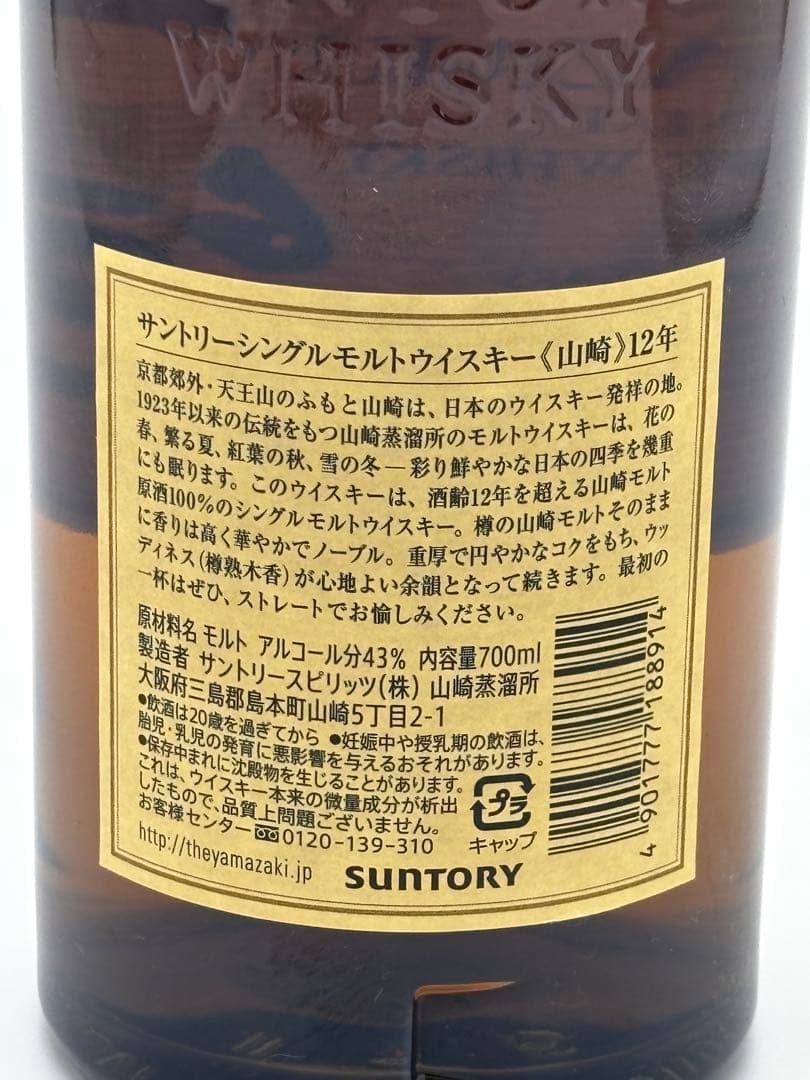 WHISKY
サントリーシングルモルトウイスキー《山崎》12年
京都郊外・天王山のふもと山崎は、日本のウイスキー発祥の地。
1923年以来の伝統をもつ山崎蒸溜所のモルトウイスキーは、花の
春、繁る夏、紅葉の秋、雪の冬—彩り鮮やかな日本の四季を幾重
にも眠ります。このウイスキーは、酒齢12年を超える山崎モルト
原酒100%のシングルモルトウイスキー。樽の山崎モルトそのまま
に香りは高く華やかでノーブル。重厚で円やかなコクをもち、ウッ
ディネス(樽熟木香)が心地よい余韻となって続きます。最初の
一杯はぜひ、ストレートでお愉しみください。
原材料名 モルト アルコール分43% 内容量700ml
製造者 サントリースピリッツ(株) 山崎蒸溜所
大阪府三島郡島本町山崎5丁目2-1
●飲酒は20歳を過ぎてから ●妊娠中や授乳期の飲酒は、
胎児・乳児の発育に悪影響を与えるおそれがあります。
●保存中まれに沈殿物を生じることがあります。
これは、ウイスキー本来の微量成分が析出
したもので、品質上問題ございません。
お客様センター 0120-139-310
http://theyamazaki.jp
SUNTORY
プラ
キャップ
4 901777 188914